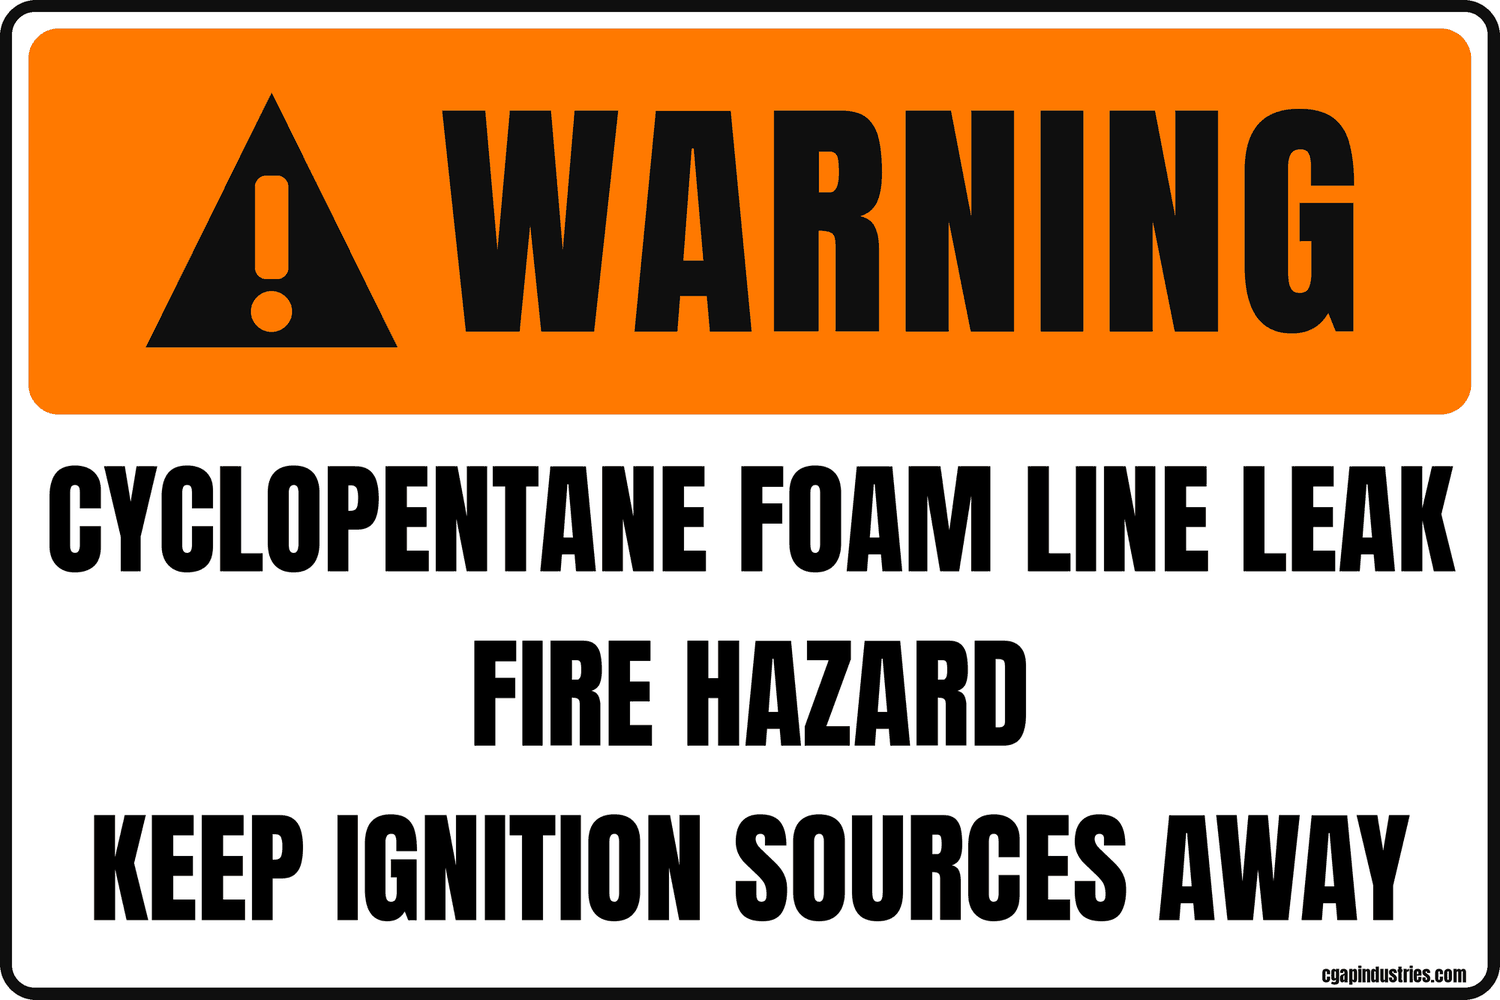 WARNING
CYCLOPENTANE FOAM LINE LEAK
FIRE HAZARD
KEEP IGNITION SOURCES AWAY
cgapindustries.com